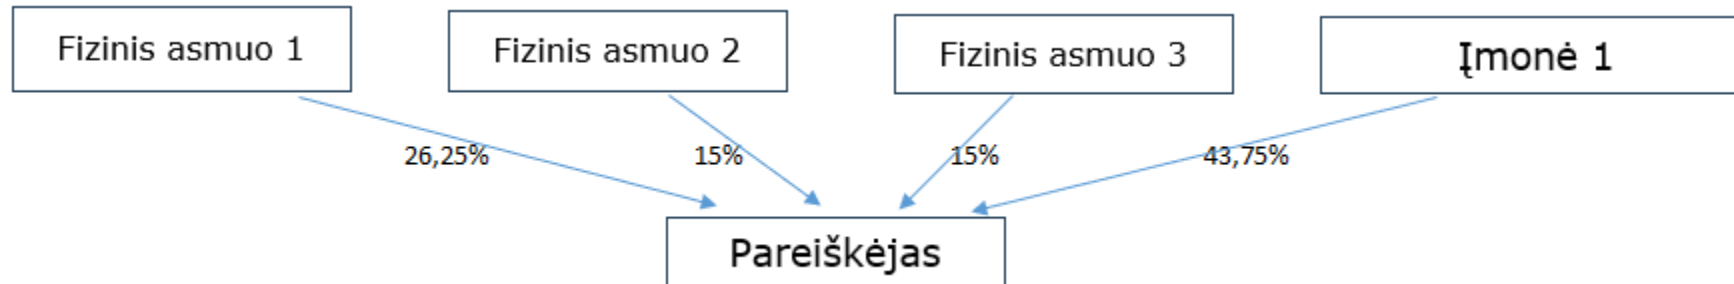 Fizinis asmuo 1
Fizinis asmuo 2
Fizinis asmuo 3
Įmonė 1
26,25%
15%
15%
43,75%
Pareiškėjas